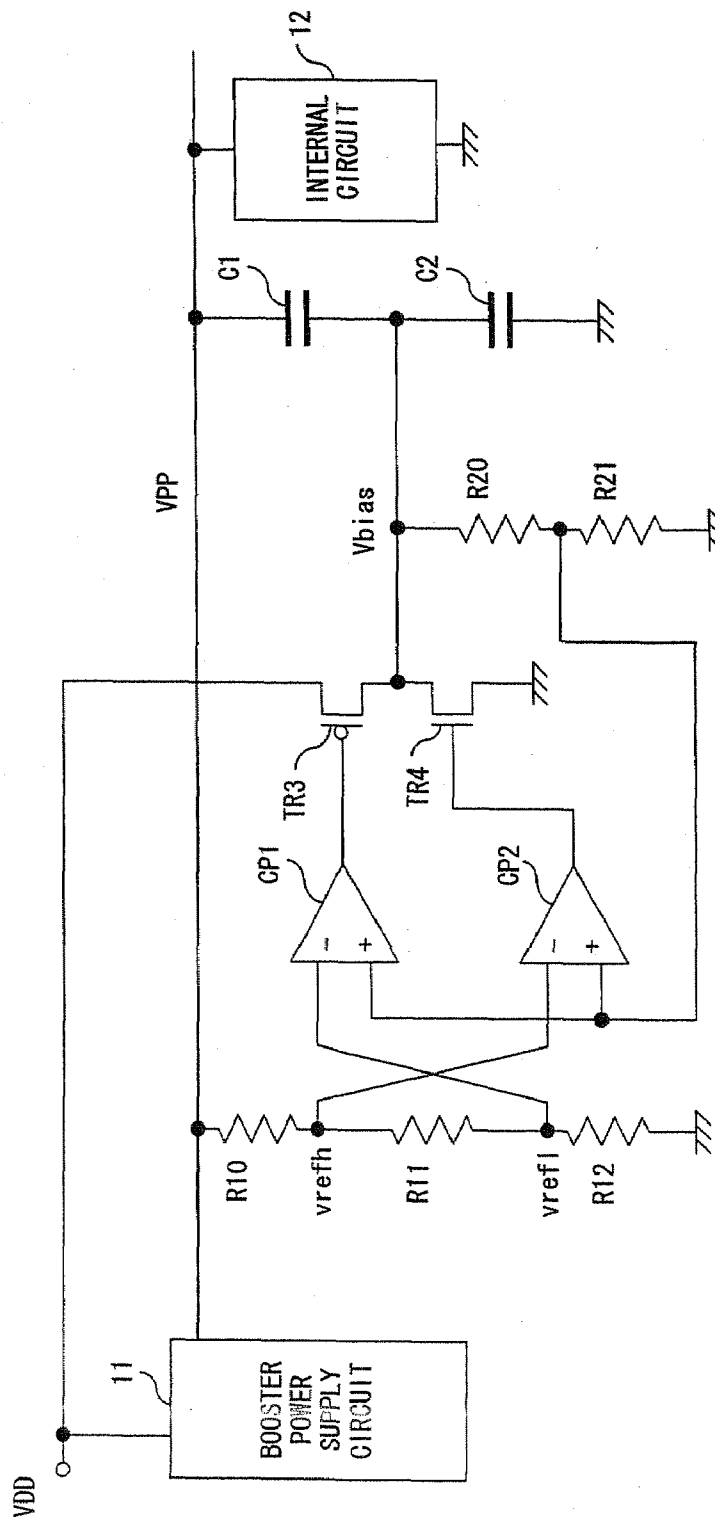 VDD
11
BOOSTER
POWER
SUPPLY
CIRCUIT
VPP
R10
vrefh
R11
vrefl
R12
CP1
-
+
CP2
-
+
TR3
TR4
Vbias
R20
R21
C1
C2
12
INTERNAL
CIRCUIT